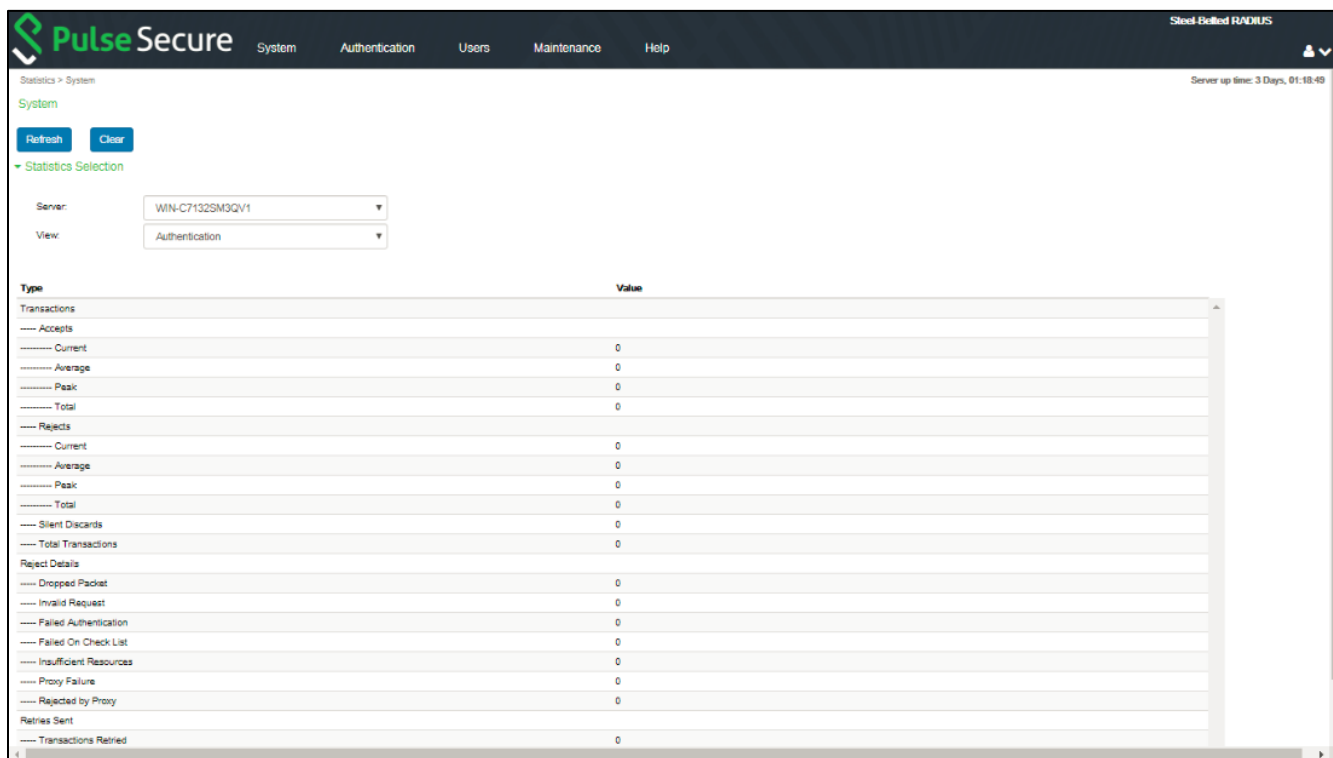 Steel-Belted RADIUS
Pulse Secure System Authentication Users Maintenance Help
Statistics > System Server up time: 3 Days, 01:18:49
System
Refresh Clear
Statistics Selection
Server: WIN-C7132SM3QV1
View: Authentication
Type Value
Transactions
----- Accepts
---------- Current 0
---------- Average 0
---------- Peak 0
---------- Total 0
----- Rejects
---------- Current 0
---------- Average 0
---------- Peak 0
---------- Total 0
----- Silent Discards 0
----- Total Transactions 0
Reject Details
----- Dropped Packet 0
----- Invalid Request 0
----- Failed Authentication 0
----- Failed On Check List 0
----- Insufficient Resources 0
----- Proxy Failure 0
----- Rejected by Proxy 0
Retries Sent
----- Transactions Retried 0